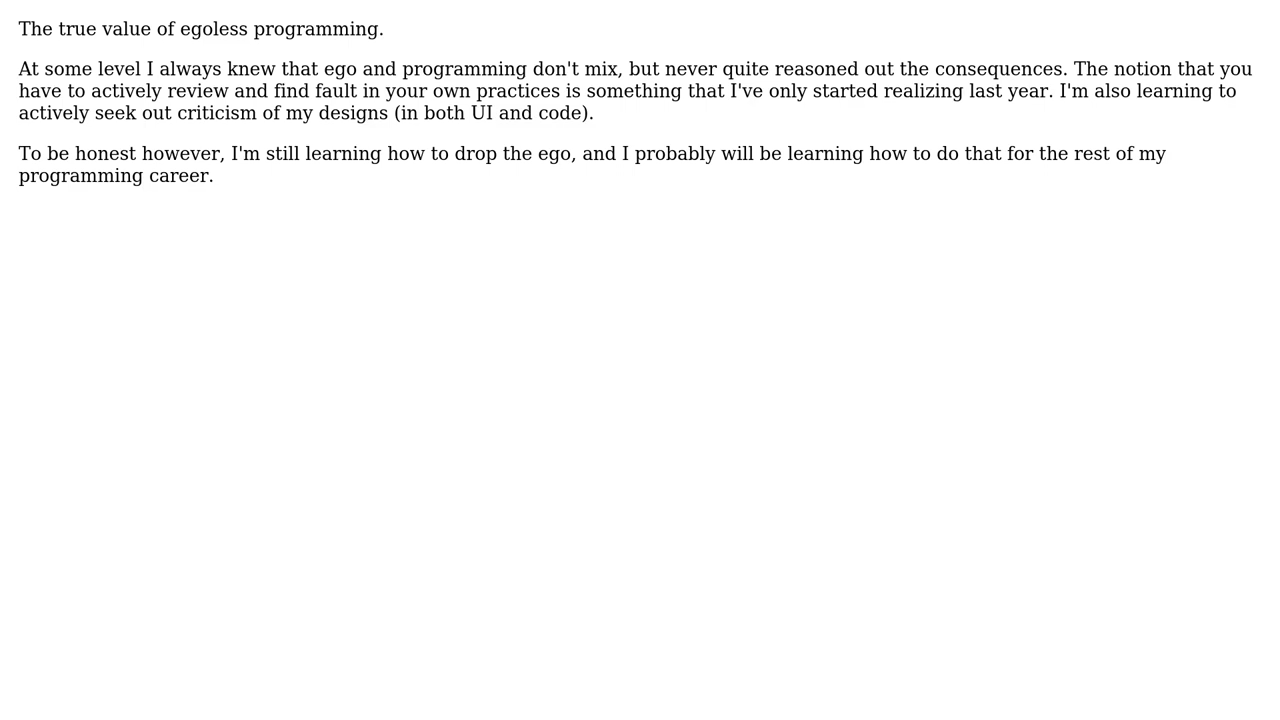 The true value of egoless programming.
At some level I always knew that ego and programming don't mix, but never quite reasoned out the consequences. The notion that you
have to actively review and find fault in your own practices is something that I've only started realizing last year. I'm also learning to
actively seek out criticism of my designs (in both UI and code).
To be honest however, I'm still learning how to drop the ego, and I probably will be learning how to do that for the rest of my
programming career.